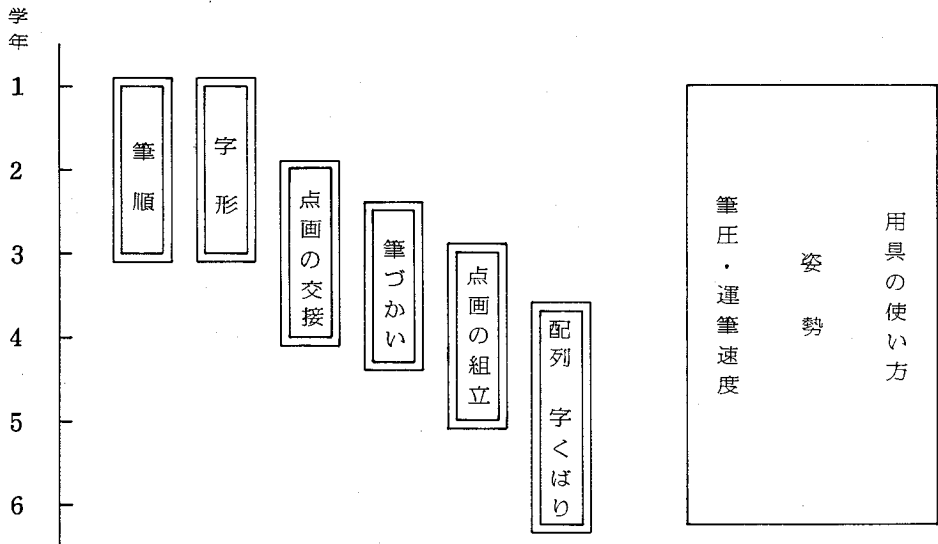 学年
1
2
3
4
5
6
筆順
字形
点画の交接
筆づかい
点画の組立
配列 字くばり
筆圧・運筆速度
姿勢
用具の使い方